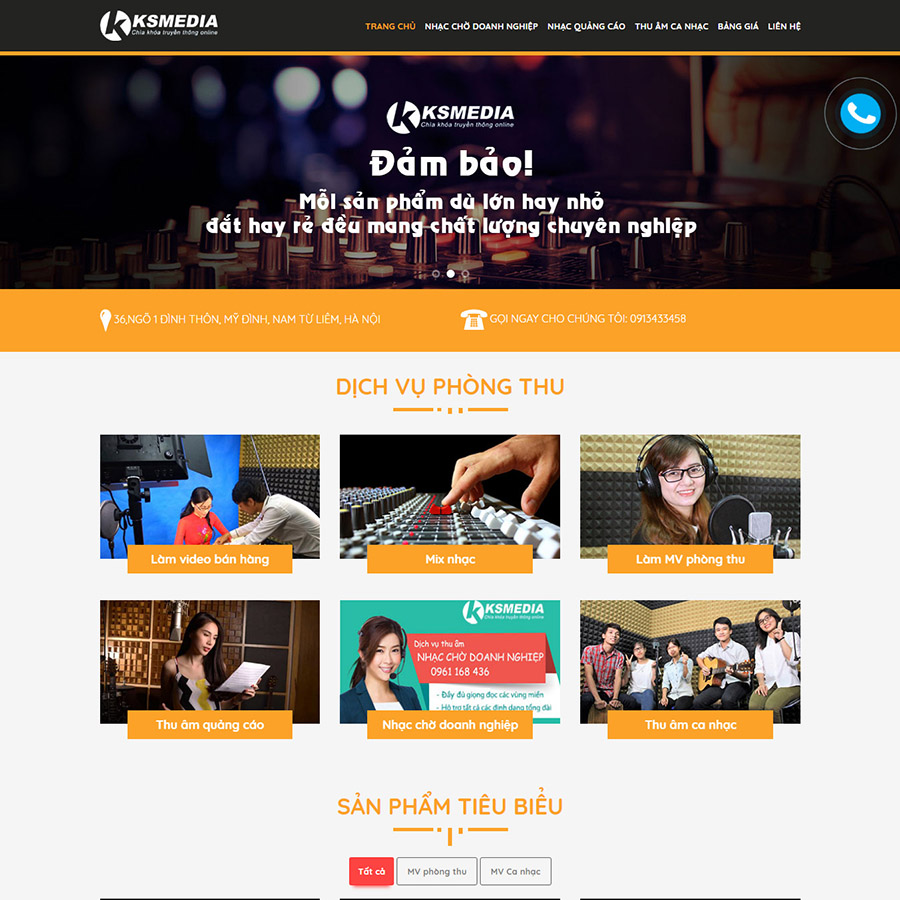 KSMEDIA
Chìa khóa truyền thông online
TRANG CHỦ NHẠC CHỜ DOANH NGHIỆP NHẠC QUẢNG CÁO THU ÂM CA NHẠC BẢNG GIÁ LIÊN HỆ
KSMEDIA
Chìa khóa truyền thông online
Đảm bảo!
Mỗi sản phẩm dù lớn hay nhỏ
đắt hay rẻ đều mang chất lượng chuyên nghiệp
36,NGÕ 1 ĐÌNH THÔN, MỸ ĐÌNH, NAM TỪ LIÊM, HÀ NỘI
GỌI NGAY CHO CHÚNG TÔI: 0913433458
DỊCH VỤ PHÒNG THU
Làm video bán hàng
Mix nhạc
Làm MV phòng thu
KSMEDIA
Chìa khóa truyền thông online
Dịch vụ thu âm
NHẠC CHỜ DOANH NGHIỆP
0961 168 436
- Đầy đủ giọng đọc các vùng miền
- Hỗ trợ tất cả các định dạng tổng đài
Thu âm quảng cáo
Nhạc chờ doanh nghiệp
Thu âm ca nhạc
SẢN PHẨM TIÊU BIỂU
Tất cả
MV phòng thu
MV Ca nhạc